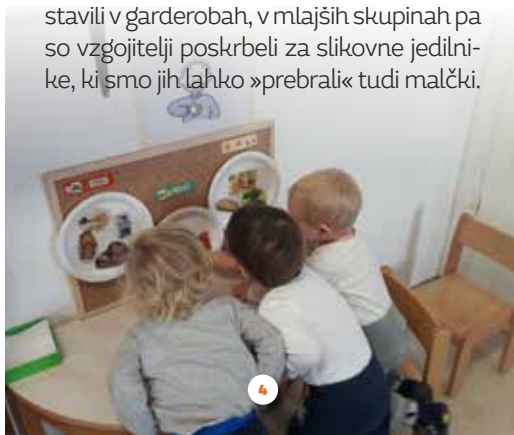 stavili v garderobah, v mlajših skupinah pa
so vzgojitelji poskrbeli za slikovne jedilni-
ke, ki smo jih lahko »prebrali« tudi malčki.
4